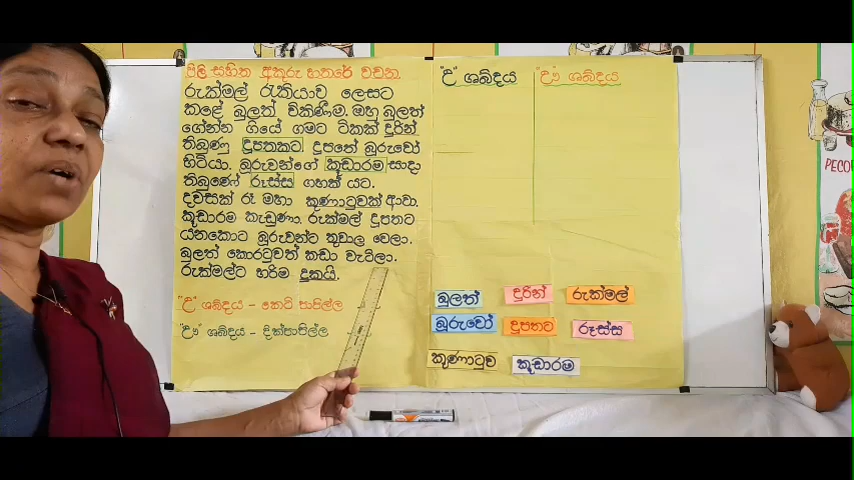 පිලි සහිත අකුරු හතරේ වඩන
රුක්මල් රැකියාව ලෙසට
කළේ බුලත් විකිණීම. ඔහු බුලත්
ගේන්න ගියේ ගමට ටිකක් දුරින්
තිබුණු දූපතකට දූපතේ බූරුවෝ
හිටියා. බූරුවන්ගේ කූඩාරම සාදා
තිබුණේ රූස්ස ගහක් යට.
දවසක් රෑ මහා කුණාටුවක් ආවා.
කූඩාරම කැඩුණා. රුක්මල් දූපතට
යනකොට බූරුවන්ට තුවාල වෙලා.
බුලත් කොරටුවත් කඩා වැටිලා.
රුක්මල්ට හරිම දුකයි.
"උ" ශබ්දය - කෙටි පාපිල්ල
"ඌ" ශබ්දය - දික්පාපිල්ල
"උ" ශබ්දය "ඌ" ශබ්දය
බුලත් දුරින් රුක්මල්
බූරුවෝ දූපතට රූස්ස
කුණාටුව කූඩාරම
PECO